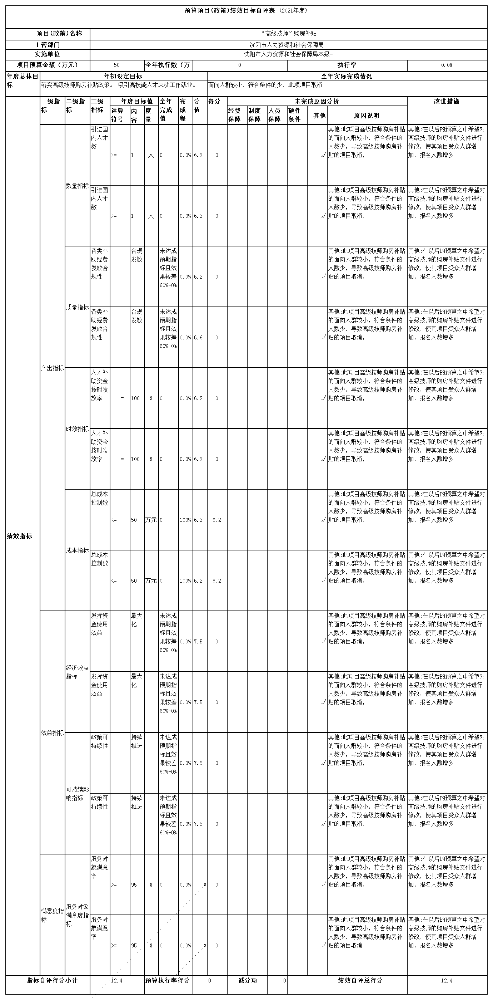 预算项目(政策)绩效目标自评表 (2021年度)
项目(政策)名称 “高级技师”购房补贴
主管部门 沈阳市人力资源和社会保障局-
实施单位 沈阳市人力资源和社会保障局本级-
项目预算金额(万元) 50 全年执行数(万 0 执行率 0.0%
年度总体目标 年初设定目标 全年实际完成情况
落实高级技师购房补贴政策。 吸引高技能人才来沈工作就业。 面向人群较小，符合条件的少，此项项目取消
绩效指标
一级指标 二级指标 三级指标 年度目标值 全年完成值 完成程 分值 得分 未完成原因分析 改进措施
运算符号 内容 度量 经费保障 制度保障 人员保障 硬件条件 其他 原因说明
产出指标
数量指标
引进国内人才数 >= 1 人 0 0.0% 6.2 0 √ 其他:此项目高级技师购房补贴的面向人群较小，符合条件的人数少，导致高级技师购房补贴的项目取消， 其他:在以后的预算之中希望对高级技师的购房补贴文件进行修改，使其项目受众人群增加，报名人数增多
引进国内人才数 >= 1 人 0 0.0% 6.2 0 √ 其他:此项目高级技师购房补贴的面向人群较小，符合条件的人数少，导致高级技师购房补贴的项目取消， 其他:在以后的预算之中希望对高级技师的购房补贴文件进行修改，使其项目受众人群增加，报名人数增多
质量指标
各类补助经费发放合规性 合规发放 未达成预期指标且效果较差60%-0% 0.0% 6.2 0 √ 其他:此项目高级技师购房补贴的面向人群较小，符合条件的人数少，导致高级技师购房补贴的项目取消， 其他:在以后的预算之中希望对高级技师的购房补贴文件进行修改，使其项目受众人群增加，报名人数增多
各类补助经费发放合规性 合规发放 未达成预期指标且效果较差60%-0% 0.0% 6.6 0 √ 其他:此项目高级技师购房补贴的面向人群较小，符合条件的人数少，导致高级技师购房补贴的项目取消， 其他:在以后的预算之中希望对高级技师的购房补贴文件进行修改，使其项目受众人群增加，报名人数增多
时效指标
人才补助资金按时发放率 = 100 % 0 0.0% 6.2 0 √ 其他:此项目高级技师购房补贴的面向人群较小，符合条件的人数少，导致高级技师购房补贴的项目取消， 其他:在以后的预算之中希望对高级技师的购房补贴文件进行修改，使其项目受众人群增加，报名人数增多
人才补助资金按时发放率 = 100 % 0 0.0% 6.2 0 √ 其他:此项目高级技师购房补贴的面向人群较小，符合条件的人数少，导致高级技师购房补贴的项目取消， 其他:在以后的预算之中希望对高级技师的购房补贴文件进行修改，使其项目受众人群增加，报名人数增多
成本指标
总成本控制数 <= 50 万元 0 100% 6.2 6.2 √ 其他:此项目高级技师购房补贴的面向人群较小，符合条件的人数少，导致高级技师购房补贴的项目取消， 其他:在以后的预算之中希望对高级技师的购房补贴文件进行修改，使其项目受众人群增加，报名人数增多
总成本控制数 <= 50 万元 0 100% 6.2 6.2 √ 其他:此项目高级技师购房补贴的面向人群较小，符合条件的人数少，导致高级技师购房补贴的项目取消， 其他:在以后的预算之中希望对高级技师的购房补贴文件进行修改，使其项目受众人群增加，报名人数增多
效益指标
经济效益指标
发挥资金使用效益 最大化 未达成预期指标且效果较差60%-0% 0.0% 7.5 0 √ 其他:此项目高级技师购房补贴的面向人群较小，符合条件的人数少，导致高级技师购房补贴的项目取消， 其他:在以后的预算之中希望对高级技师的购房补贴文件进行修改，使其项目受众人群增加，报名人数增多
发挥资金使用效益 最大化 未达成预期指标且效果较差60%-0% 0.0% 7.5 0 √ 其他:此项目高级技师购房补贴的面向人群较小，符合条件的人数少，导致高级技师购房补贴的项目取消， 其他:在以后的预算之中希望对高级技师的购房补贴文件进行修改，使其项目受众人群增加，报名人数增多
可持续影响指标
政策可持续性 持续推进 未达成预期指标且效果较差60%-0% 0.0% 7.5 0 √ 其他:此项目高级技师购房补贴的面向人群较小，符合条件的人数少，导致高级技师购房补贴的项目取消， 其他:在以后的预算之中希望对高级技师的购房补贴文件进行修改，使其项目受众人群增加，报名人数增多
政策可持续性 持续推进 未达成预期指标且效果较差60%-0% 0.0% 7.5 0 √ 其他:此项目高级技师购房补贴的面向人群较小，符合条件的人数少，导致高级技师购房补贴的项目取消， 其他:在以后的预算之中希望对高级技师的购房补贴文件进行修改，使其项目受众人群增加，报名人数增多
满意度指标
服务对象满意度指标
服务对象满意率 >= 95 % 0 0.0% 5 0 √ 其他:此项目高级技师购房补贴的面向人群较小，符合条件的人数少，导致高级技师购房补贴的项目取消， 其他:在以后的预算之中希望对高级技师的购房补贴文件进行修改，使其项目受众人群增加，报名人数增多
服务对象满意率 >= 95 % 0 0.0% 5 0 √ 其他:此项目高级技师购房补贴的面向人群较小，符合条件的人数少，导致高级技师购房补贴的项目取消 其他:在以后的预算之中希望对高级技师的购房补贴文件进行修改，使其项目受众人群增加，报名人数增多
指标自评得分小计 12.4 预算执行率得分 0 减分项 0 绩效自评总得分 12.4